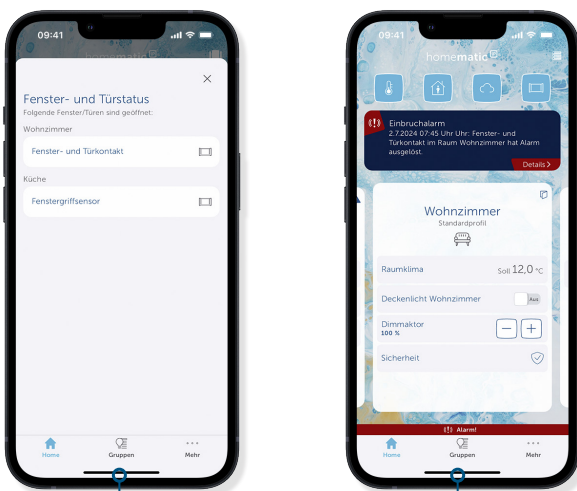 09:41
homematic IP
Fenster- und Türstatus
Folgende Fenster/Türen sind geöffnet:
Wohnzimmer
Fenster- und Türkontakt
Küche
Fenstergriffsensor
Home
Gruppen
Mehr
09:41
homematic IP
Einbruchalarm
2.7.2024 07:45 Uhr Uhr: Fenster- und
Türkontakt im Raum Wohnzimmer hat Alarm
ausgelöst.
Details
Wohnzimmer
Standardprofil
Raumklima
Soll 12,0 °C
Deckenlicht Wohnzimmer
Aus
Dimmaktor
100 %
Sicherheit
Alarm!
Home
Gruppen
Mehr